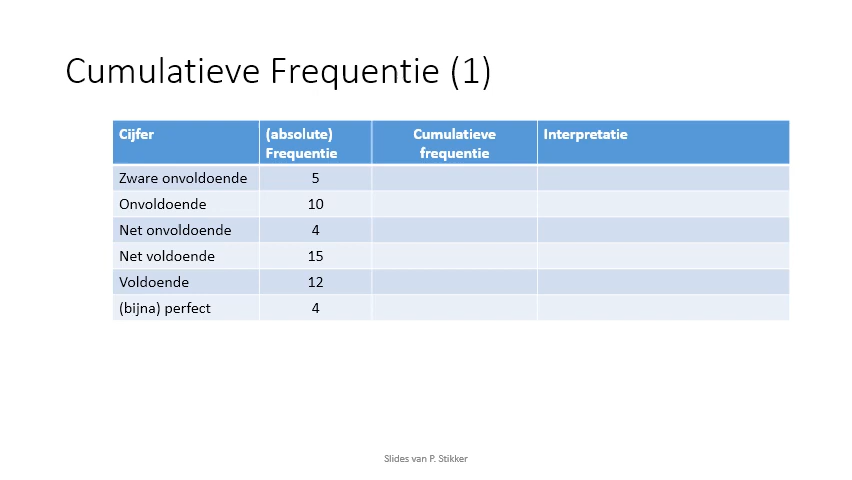 Cumulatieve Frequentie (1)
Cijfer (absolute) Frequentie Cumulatieve frequentie Interpretatie
Zware onvoldoende 5
Onvoldoende 10
Net onvoldoende 4
Net voldoende 15
Voldoende 12
(bijna) perfect 4
Slides van P. Stikker